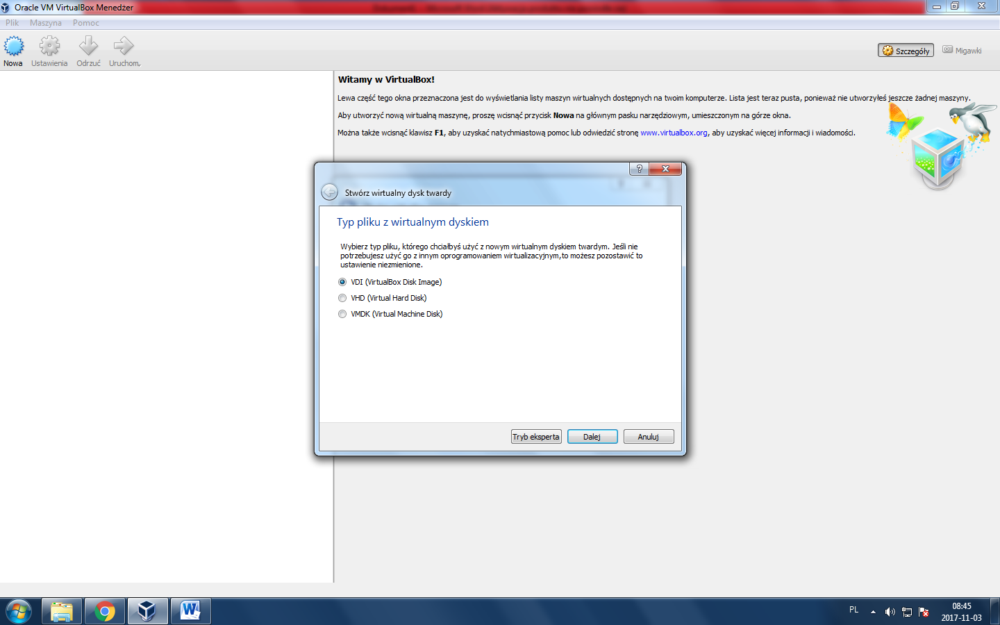 Oracle VM VirtualBox Menedżer
Plik Maszyna Pomoc
Nowa Ustawienia Odrzuć Uruchom
Szczegóły Migawki
Witamy w VirtualBox!
Lewa część tego okna przeznaczona jest do wyświetlania listy maszyn wirtualnych dostępnych na twoim komputerze. Lista jest teraz pusta, ponieważ nie utworzyłeś jeszcze żadnej maszyny.
Aby utworzyć nową wirtualną maszynę, proszę wcisnąć przycisk Nowa na głównym pasku narzędziowym, umieszczonym na górze okna.
Można także wcisnąć klawisz F1, aby uzyskać natychmiastową pomoc lub odwiedzić stronę www.virtualbox.org, aby uzyskać więcej informacji i wiadomości.
Stwórz wirtualny dysk twardy
Typ pliku z wirtualnym dyskiem
Wybierz typ pliku, którego chciałbyś użyć z nowym wirtualnym dyskiem twardym. Jeśli nie
potrzebujesz użyć go z innym oprogramowaniem wirtualizacyjnym,to możesz pozostawić to
ustawienie niezmienione.
VDI (VirtualBox Disk Image)
VHD (Virtual Hard Disk)
VMDK (Virtual Machine Disk)
Tryb eksperta Dalej Anuluj
PL
08:45
2017-11-03